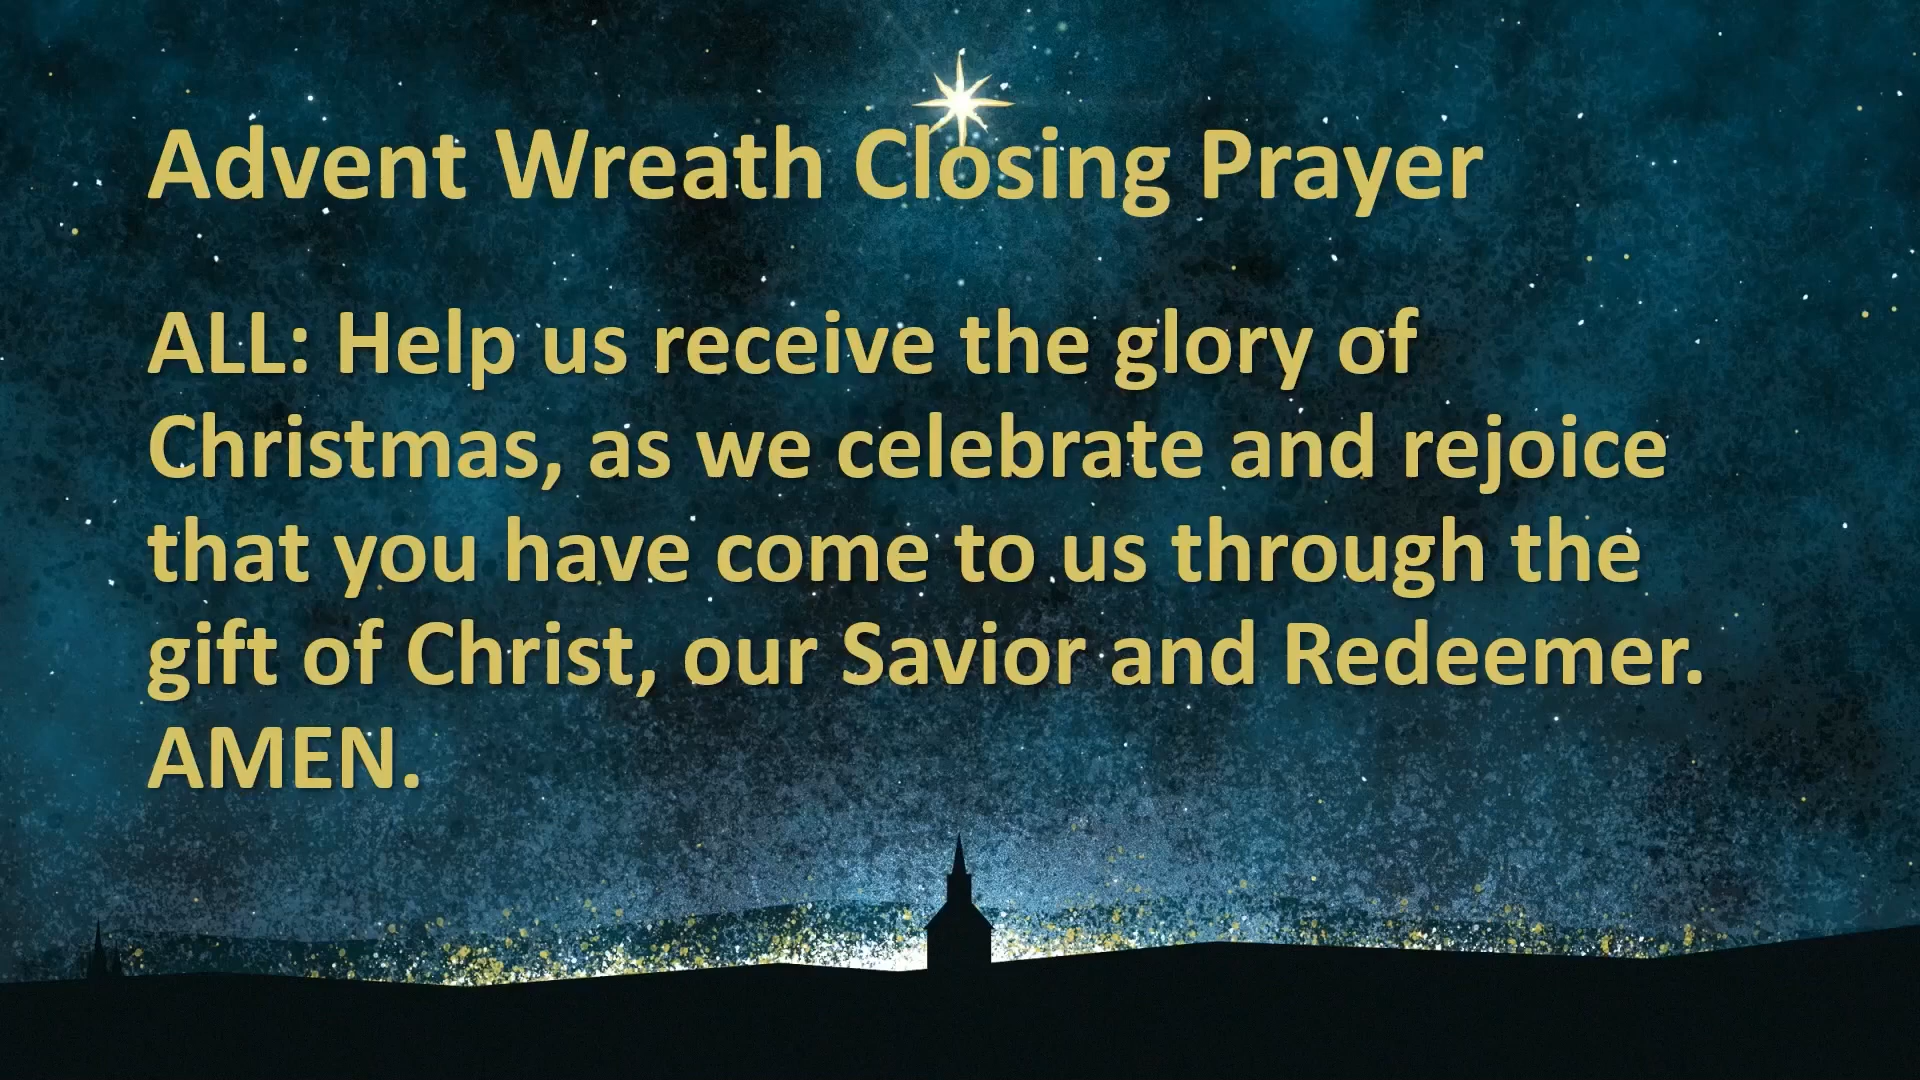 Advent Wreath Closing Prayer
ALL: Help us receive the glory of
Christmas, as we celebrate and rejoice
that you have come to us through the
gift of Christ, our Savior and Redeemer.
AMEN.